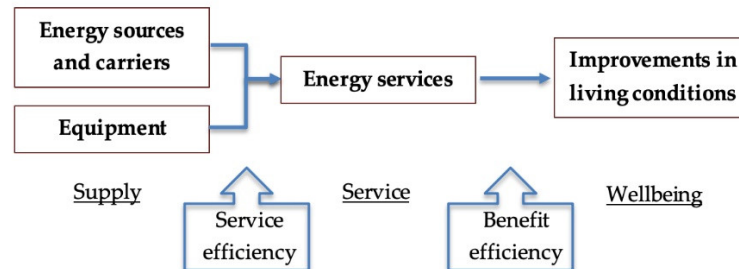 Energy sources
and carriers
Equipment
Energy services
Improvements in
living conditions
Supply
Service
efficiency
Service
Benefit
efficiency
Wellbeing